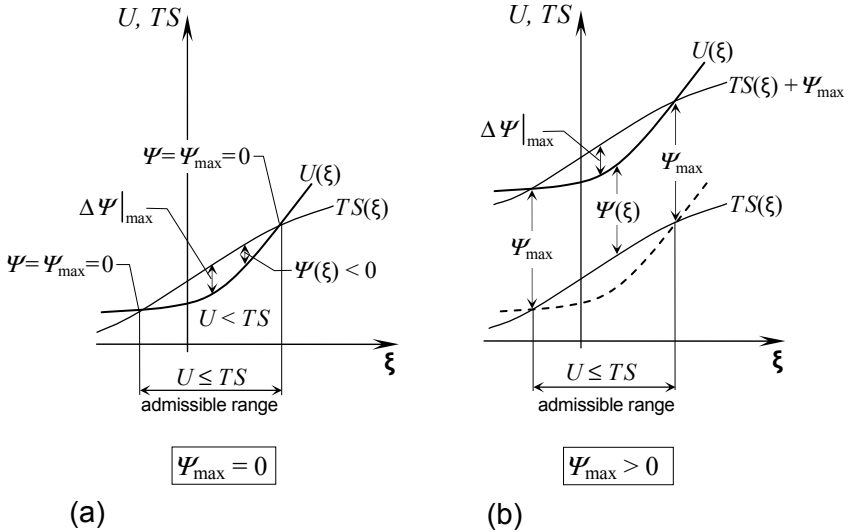 U, TS
Ψ=Ψmax=0
U(ξ)
ΔΨ|max
TS(ξ)
Ψ=Ψmax=0
Ψ(ξ) < 0
U < TS
ξ
U ≤ TS
admissible range
Ψmax = 0
(a)
U, TS
U(ξ)
TS(ξ) + Ψmax
ΔΨ|max
Ψmax
Ψ(ξ)
TS(ξ)
Ψmax
ξ
U ≤ TS
admissible range
Ψmax > 0
(b)